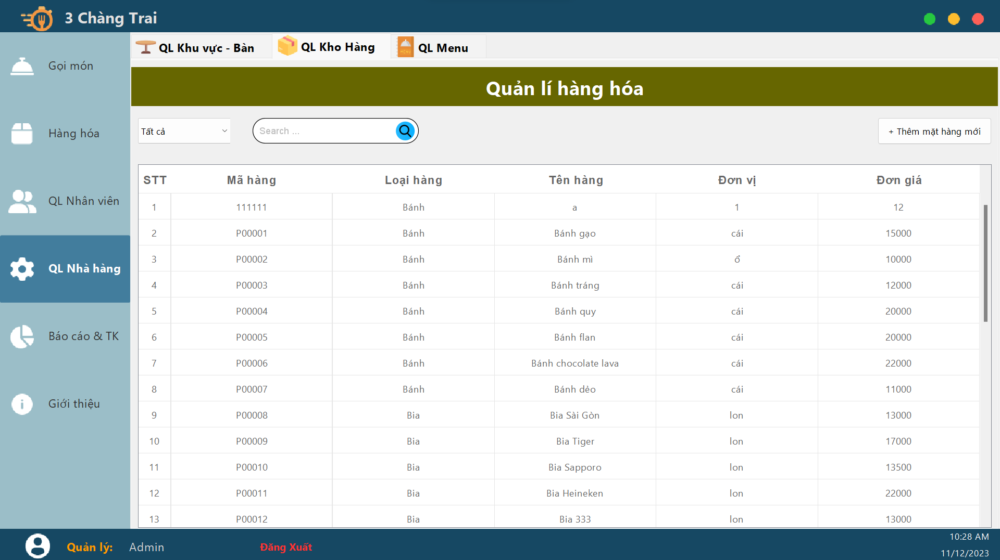 3 Chàng Trai
QL Khu vực - Bàn
QL Kho Hàng
QL Menu
MENU
Gọi món
Hàng hóa
QL Nhân viên
QL Nhà hàng
Báo cáo & TK
Giới thiệu
Quản lí hàng hóa
Tất cả
Search ...
+ Thêm mặt hàng mới
STT Mã hàng Loại hàng Tên hàng Đơn vị Đơn giá
1 111111 Bánh a 1 12
2 P00001 Bánh Bánh gạo cái 15000
3 P00002 Bánh Bánh mì ổ 10000
4 P00003 Bánh Bánh tráng cái 12000
5 P00004 Bánh Bánh quy cái 20000
6 P00005 Bánh Bánh flan cái 20000
7 P00006 Bánh Bánh chocolate lava cái 22000
8 P00007 Bánh Bánh dẻo cái 11000
9 P00008 Bia Bia Sài Gòn lon 13000
10 P00009 Bia Bia Tiger lon 17000
11 P00010 Bia Bia Sapporo lon 13500
12 P00011 Bia Bia Heineken lon 22000
13 P00012 Bia Bia 333 lon 13000
Quản lý: Admin
Đăng Xuất
10:28 AM
11/12/2023